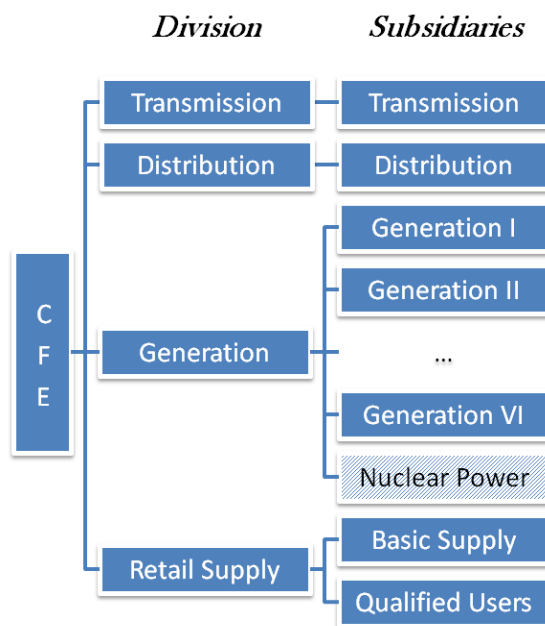 Division Subsidiaries
Transmission Transmission
Distribution Distribution
Generation I
Generation II
C
F
E
Generation
...
Generation VI
Nuclear Power
Retail Supply
Basic Supply
Qualified Users